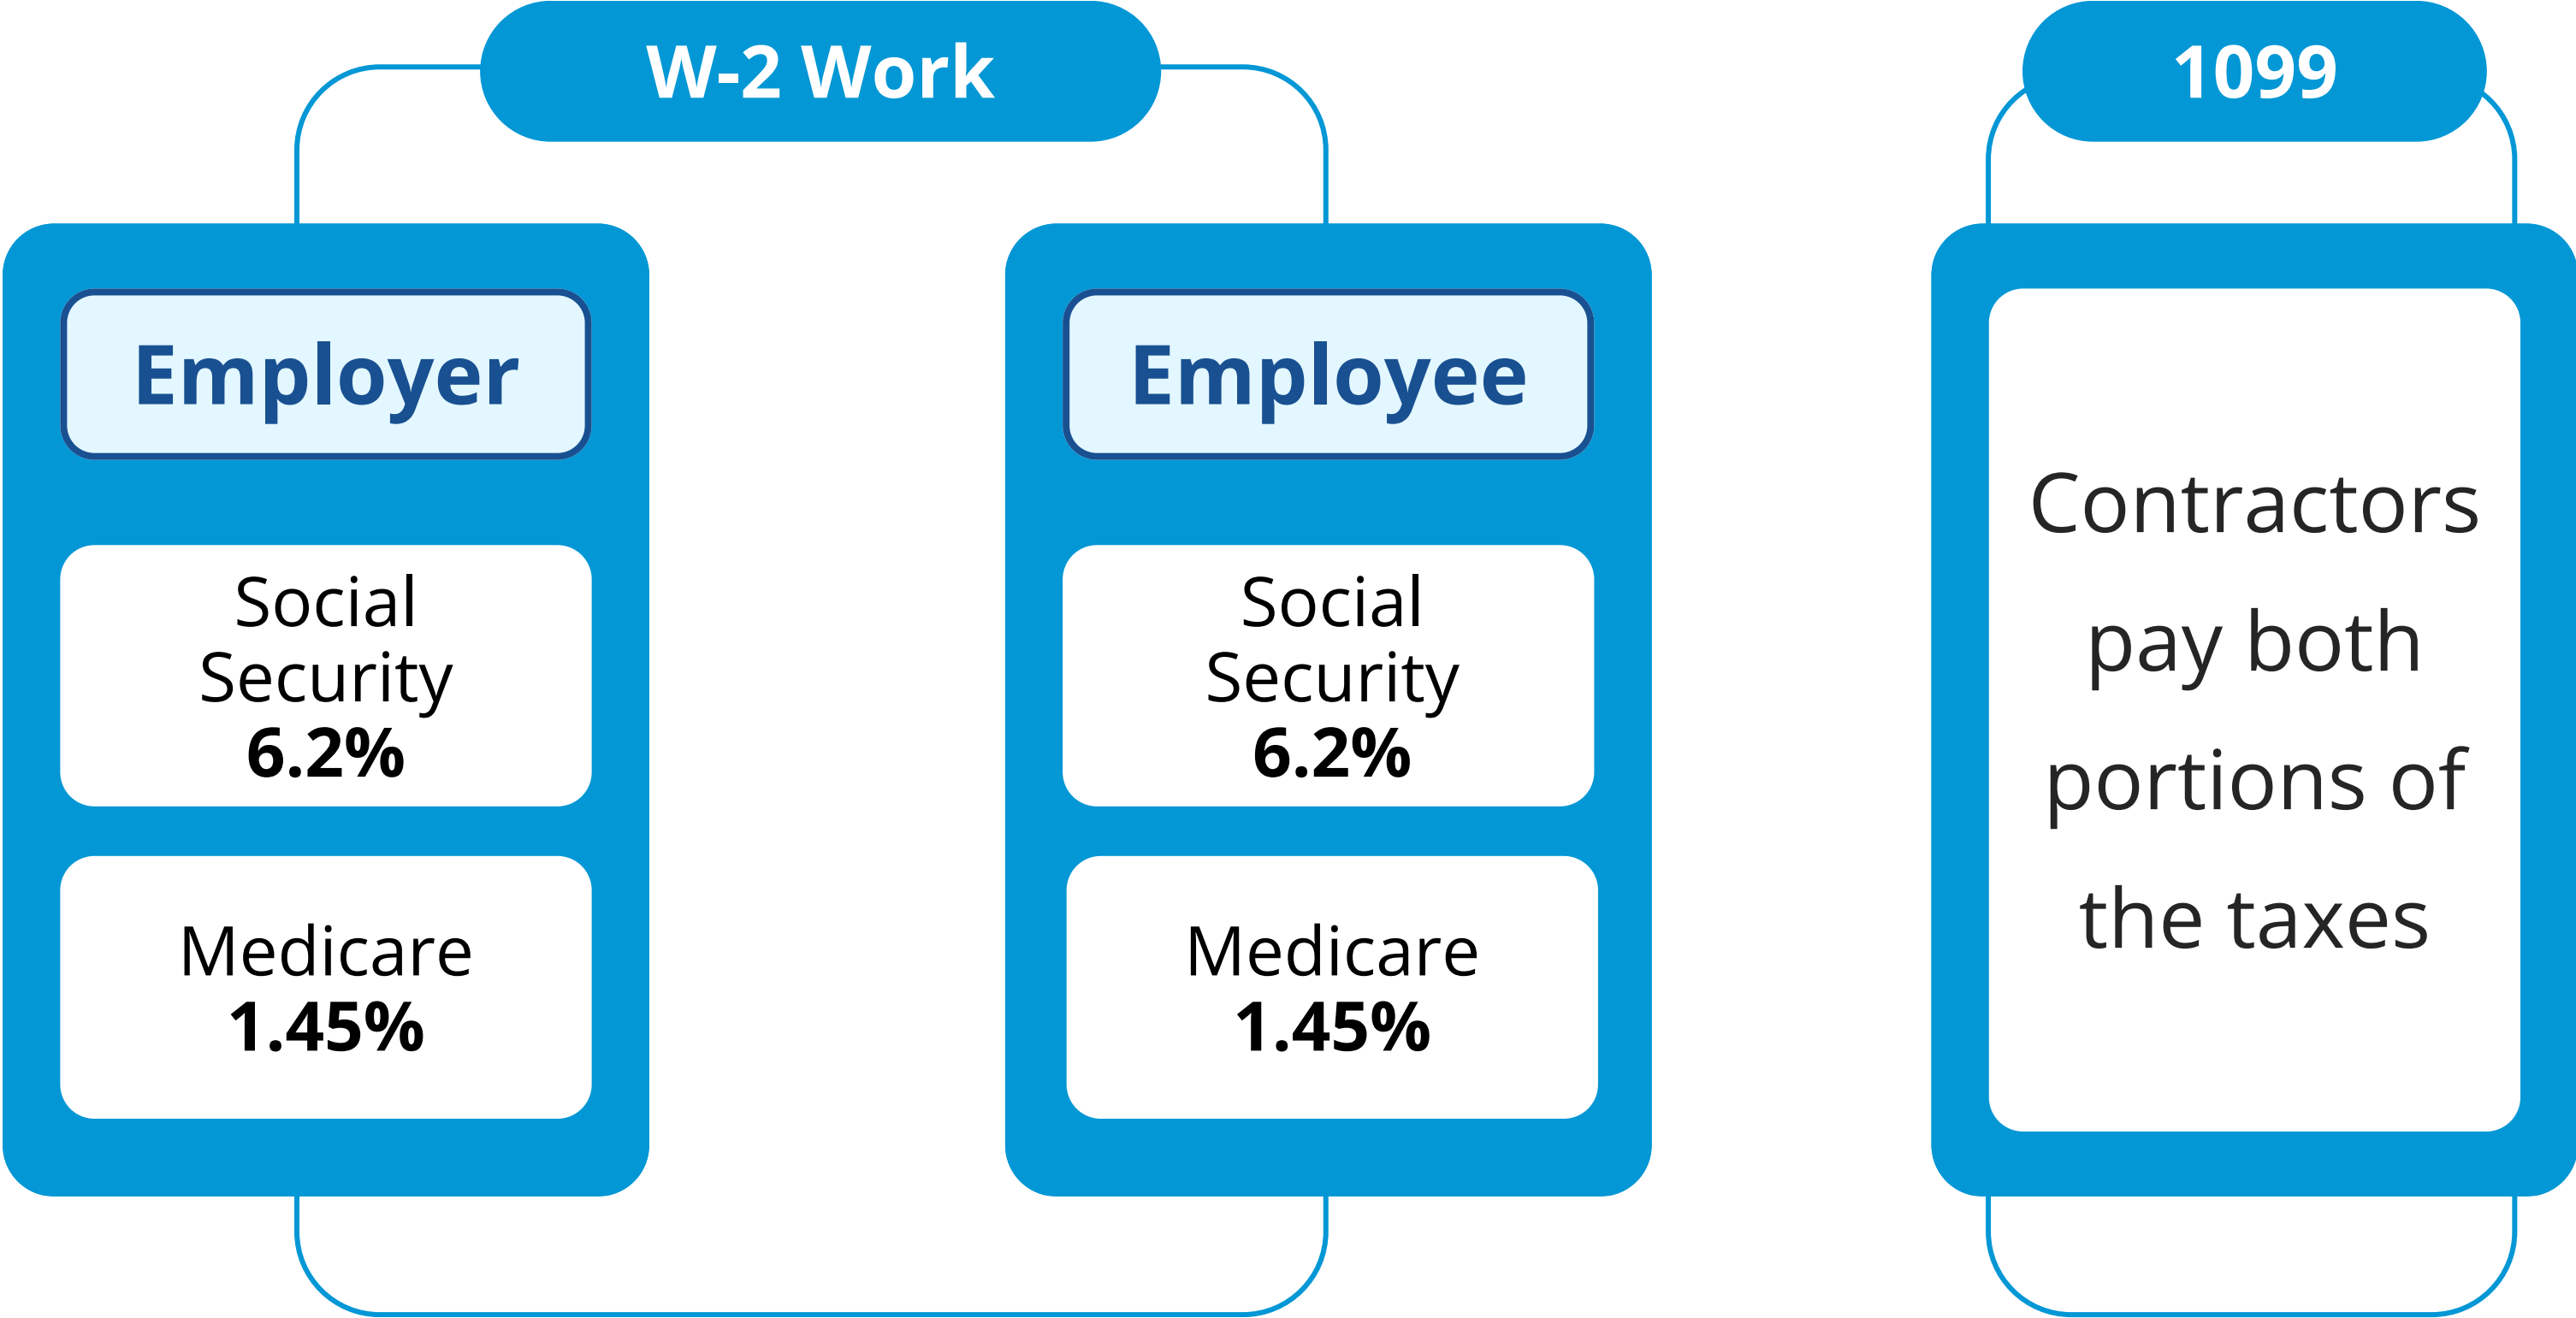 W-2 Work
Employer
Social
Security
6.2%
Medicare
1.45%
Employee
Social
Security
6.2%
Medicare
1.45%
1099
Contractors
pay both
portions of
the taxes